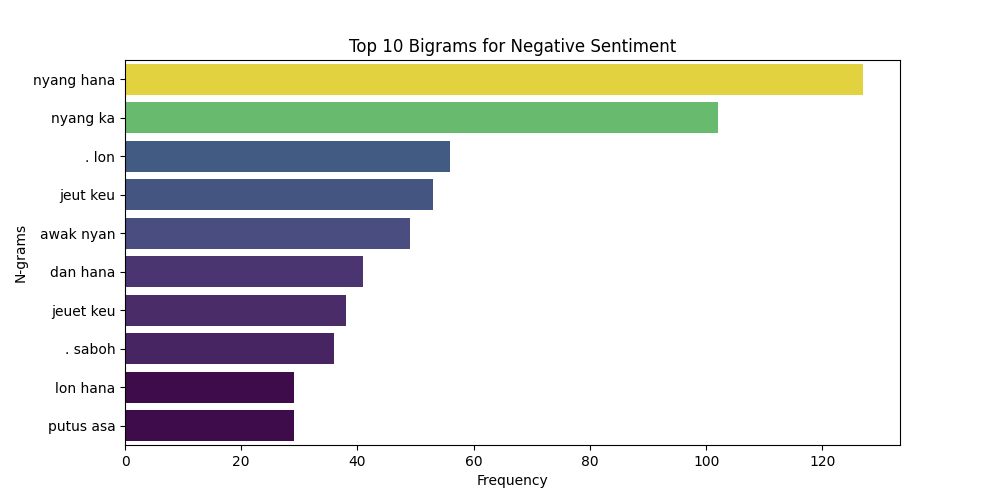 Top 10 Bigrams for Negative Sentiment
nyang hana
nyang ka
. lon
jeut keu
awak nyan
dan hana
jeuet keu
. saboh
lon hana
putus asa
N-grams
0 20 40 60 80 100 120
Frequency